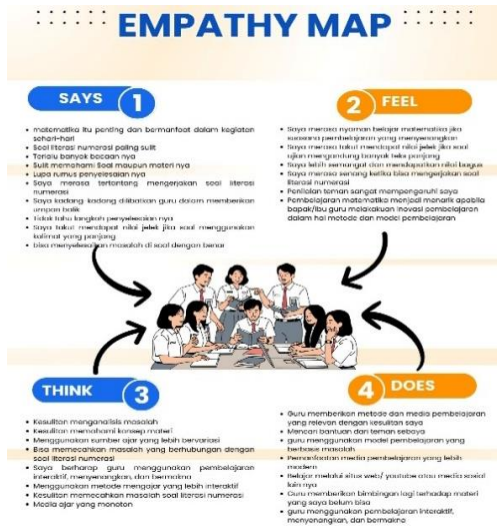 EMPATHY MAP
SAYS
1
• matematika itu penting dan bermanfaat dalam kegiatan
sehari-hari
• Soal literasi numerasi paling sulit
• Terlalu banyak bacaan nya
• Sulit memahami Soal maupun materi nya
• Lupa rumus penyelesaian nya
• Saya merasa tertantang mengerjakan soal literasi
numerasi
• Saya kadang kadang dilibatkan guru dalam memberikan
umpan balik
• Tidak tahu langkah penyelesaian nya
• Saya takut mendapat nilai jelek jika soal menggunakan
kalimat yang panjang
• bisa menyelesaikan masalah di soal dengan benar
2
FEEL
• Saya merasa nyaman belajar matematika jika
suasana pembelajaran yang menyenangkan
• Saya merasa takut mendapat nilai jelek jika soal
ujian mengandung banyak teks panjang
• Saya lebih semangat dan mendapatkan nilai bagus
• Saya merasa senang ketika bisa mengerjakan soal
literasi numerasi
• Penilaian teman sangat mempengaruhi saya
• Pembelajaran matematika menjadi menarik apabila
bapak/ibu guru melakukan inovasi pembelajaran
dalam hal metode dan model pembelajaran
THINK
3
• Kesulitan menganalisis masalah
• Kesulitan memahami konsep materi
• Menggunakan sumber ajar yang lebih bervariasi
• Bisa memecahkan masalah yang berhubungan dengan
soal literasi numerasi
• Saya berharap guru menggunakan pembelajaran
interaktif, menyenangkan, dan bermakna
• Menggunakan metode mengajar yang lebih interaktif
• Kesulitan memecahkan masalah soal literasi numerasi
• Media ajar yang monoton
4
DOES
• Guru memberikan metode dan media pembelajaran
yang relevan dengan kesulitan saya
• Mencari bantuan dari teman sebaya
• guru menggunakan model pembelajaran yang
berbasis masalah
• Pemanfaatan media pembelajaran yang lebih
modern
• Belajar melalui situs web/ youtube atau media sosial
lain nya
• Guru memberikan bimbingan lagi terhadap materi
yang saya belum bisa
• guru menggunakan pembelajaran interaktif,
menyenangkan, dan bermakna